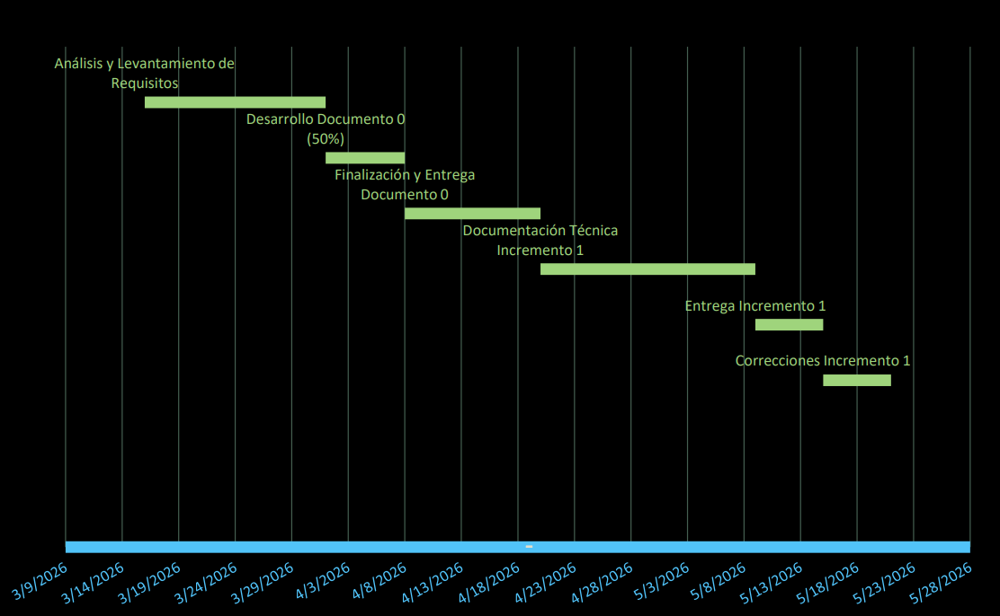 Análisis y Levantamiento de
Requisitos
Desarrollo Documento 0
(50%)
Finalización y Entrega
Documento 0
Documentación Técnica
Incremento 1
Entrega Incremento 1
Correcciones Incremento 1
3/9/2026
3/14/2026
3/19/2026
3/24/2026
3/29/2026
4/3/2026
4/8/2026
4/13/2026
4/18/2026
4/23/2026
4/28/2026
5/3/2026
5/8/2026
5/13/2026
5/18/2026
5/23/2026
5/28/2026